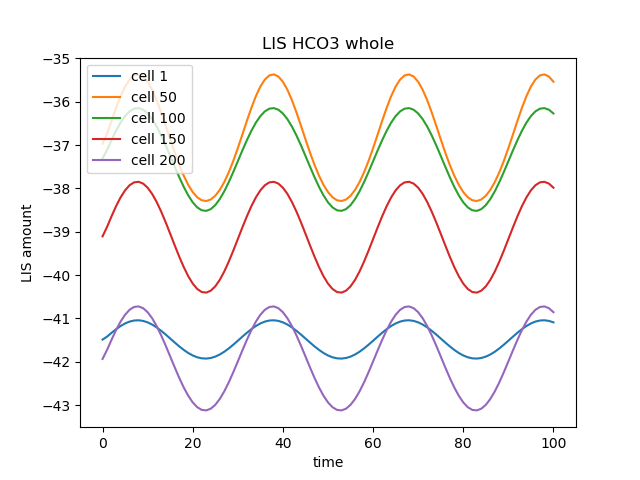 LIS HCO3 whole
cell 1
cell 50
cell 100
cell 150
cell 200
−35
−36
−37
−38
−39
−40
−41
−42
−43
LIS amount
0 20 40 60 80 100
time